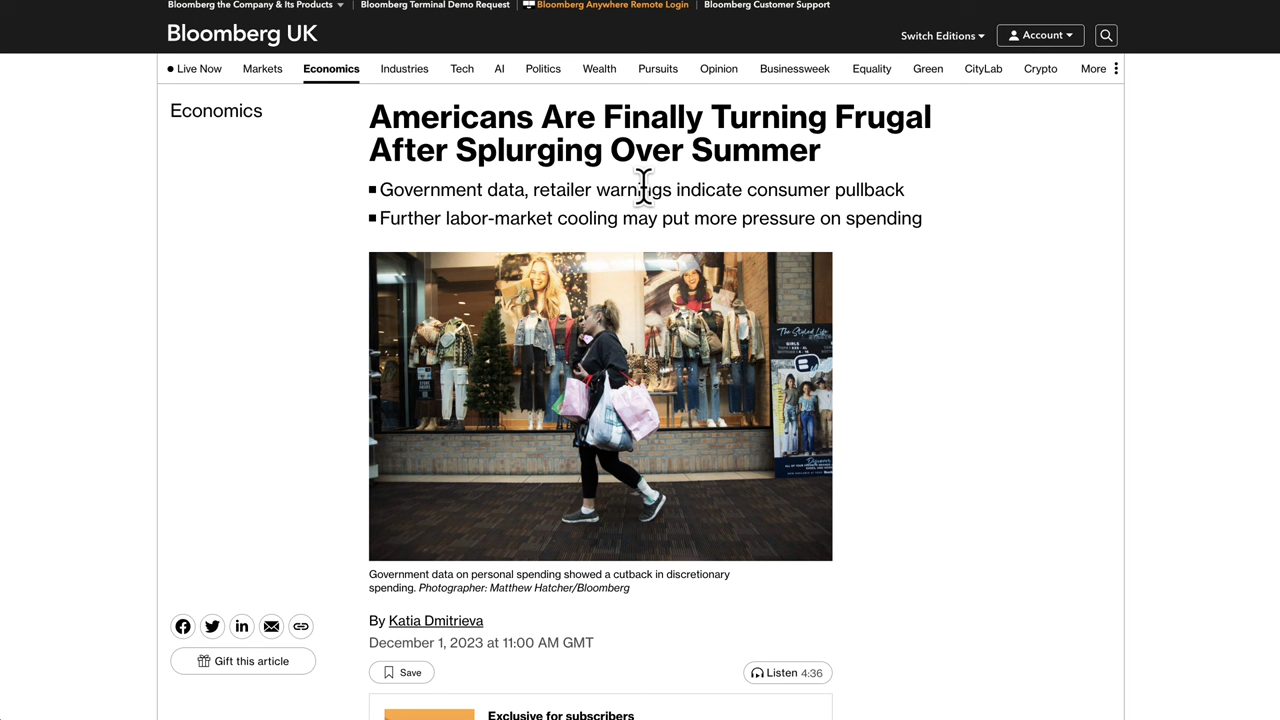 Bloomberg the Company & Its Products
Bloomberg Terminal Demo Request
Bloomberg Anywhere Remote Login
Bloomberg Customer Support
Bloomberg UK
Switch Editions
Account
Live Now
Markets
Economics
Industries
Tech
AI
Politics
Wealth
Pursuits
Opinion
Businessweek
Equality
Green
CityLab
Crypto
More
Economics
Americans Are Finally Turning Frugal
After Splurging Over Summer
Government data, retailer warnings indicate consumer pullback
Further labor-market cooling may put more pressure on spending
The Styled Life
GIRLS
Government data on personal spending showed a cutback in discretionary
spending. Photographer: Matthew Hatcher/Bloomberg
By Katia Dmitrieva
December 1, 2023 at 11:00 AM GMT
Gift this article
Save
Listen 4:36
Exclusive for subscribers